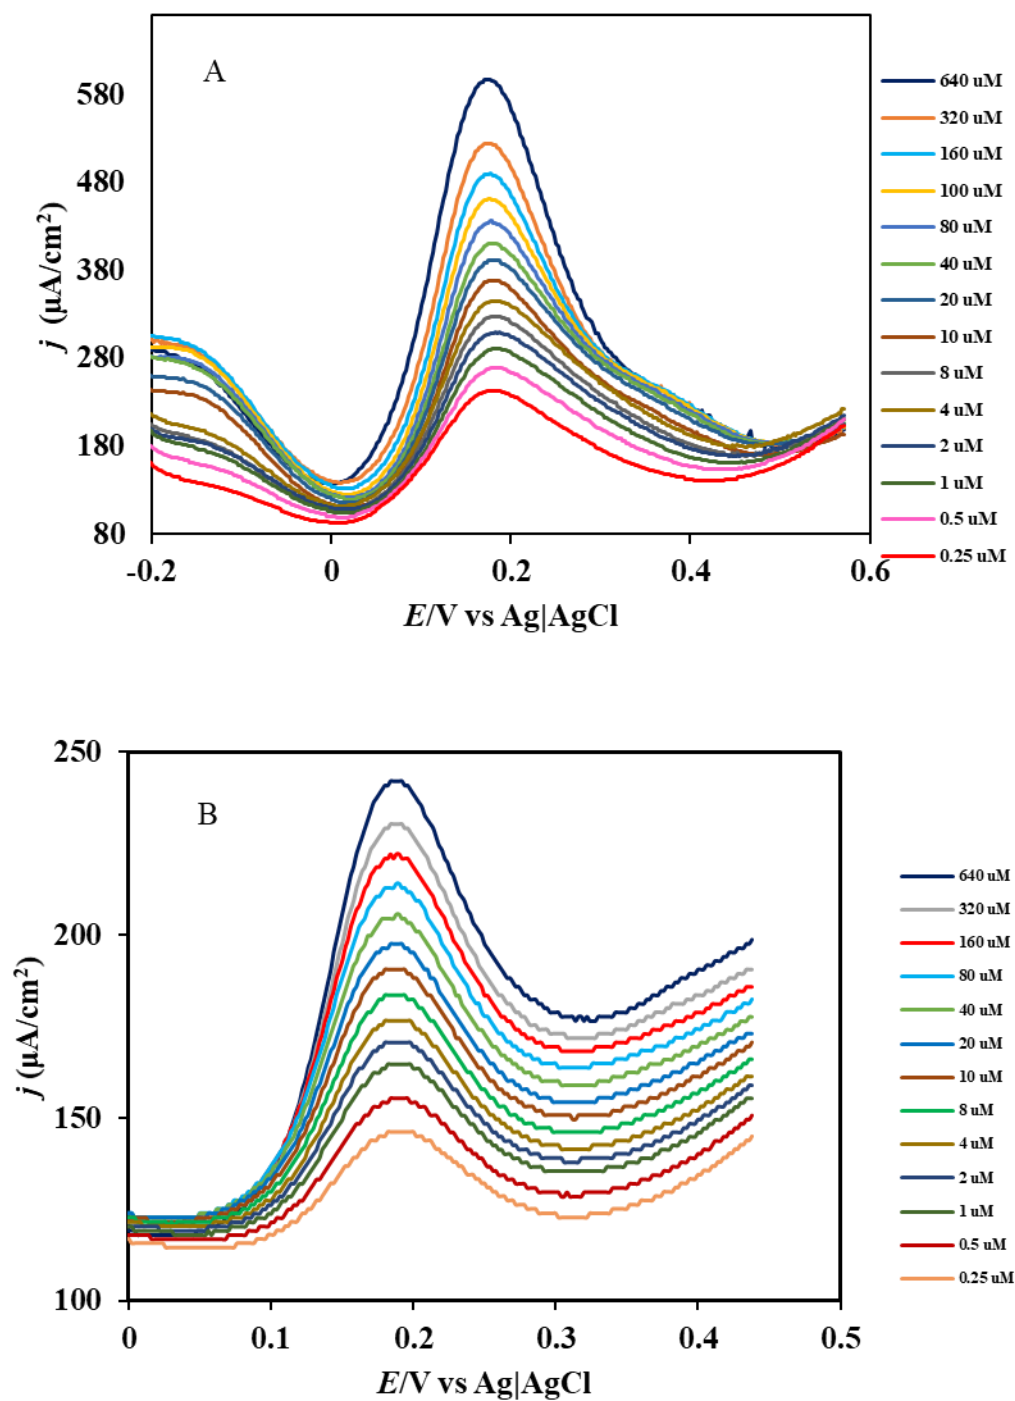 A
580
480
380
280
180
80
j (µA/cm²)
-0.2 0 0.2 0.4 0.6
E/V vs Ag|AgCl
640 uM
320 uM
160 uM
100 uM
80 uM
40 uM
20 uM
10 uM
8 uM
4 uM
2 uM
1 uM
0.5 uM
0.25 uM
B
250
200
150
100
j (µA/cm²)
0 0.1 0.2 0.3 0.4 0.5
E/V vs Ag|AgCl
640 uM
320 uM
160 uM
80 uM
40 uM
20 uM
10 uM
8 uM
4 uM
2 uM
1 uM
0.5 uM
0.25 uM